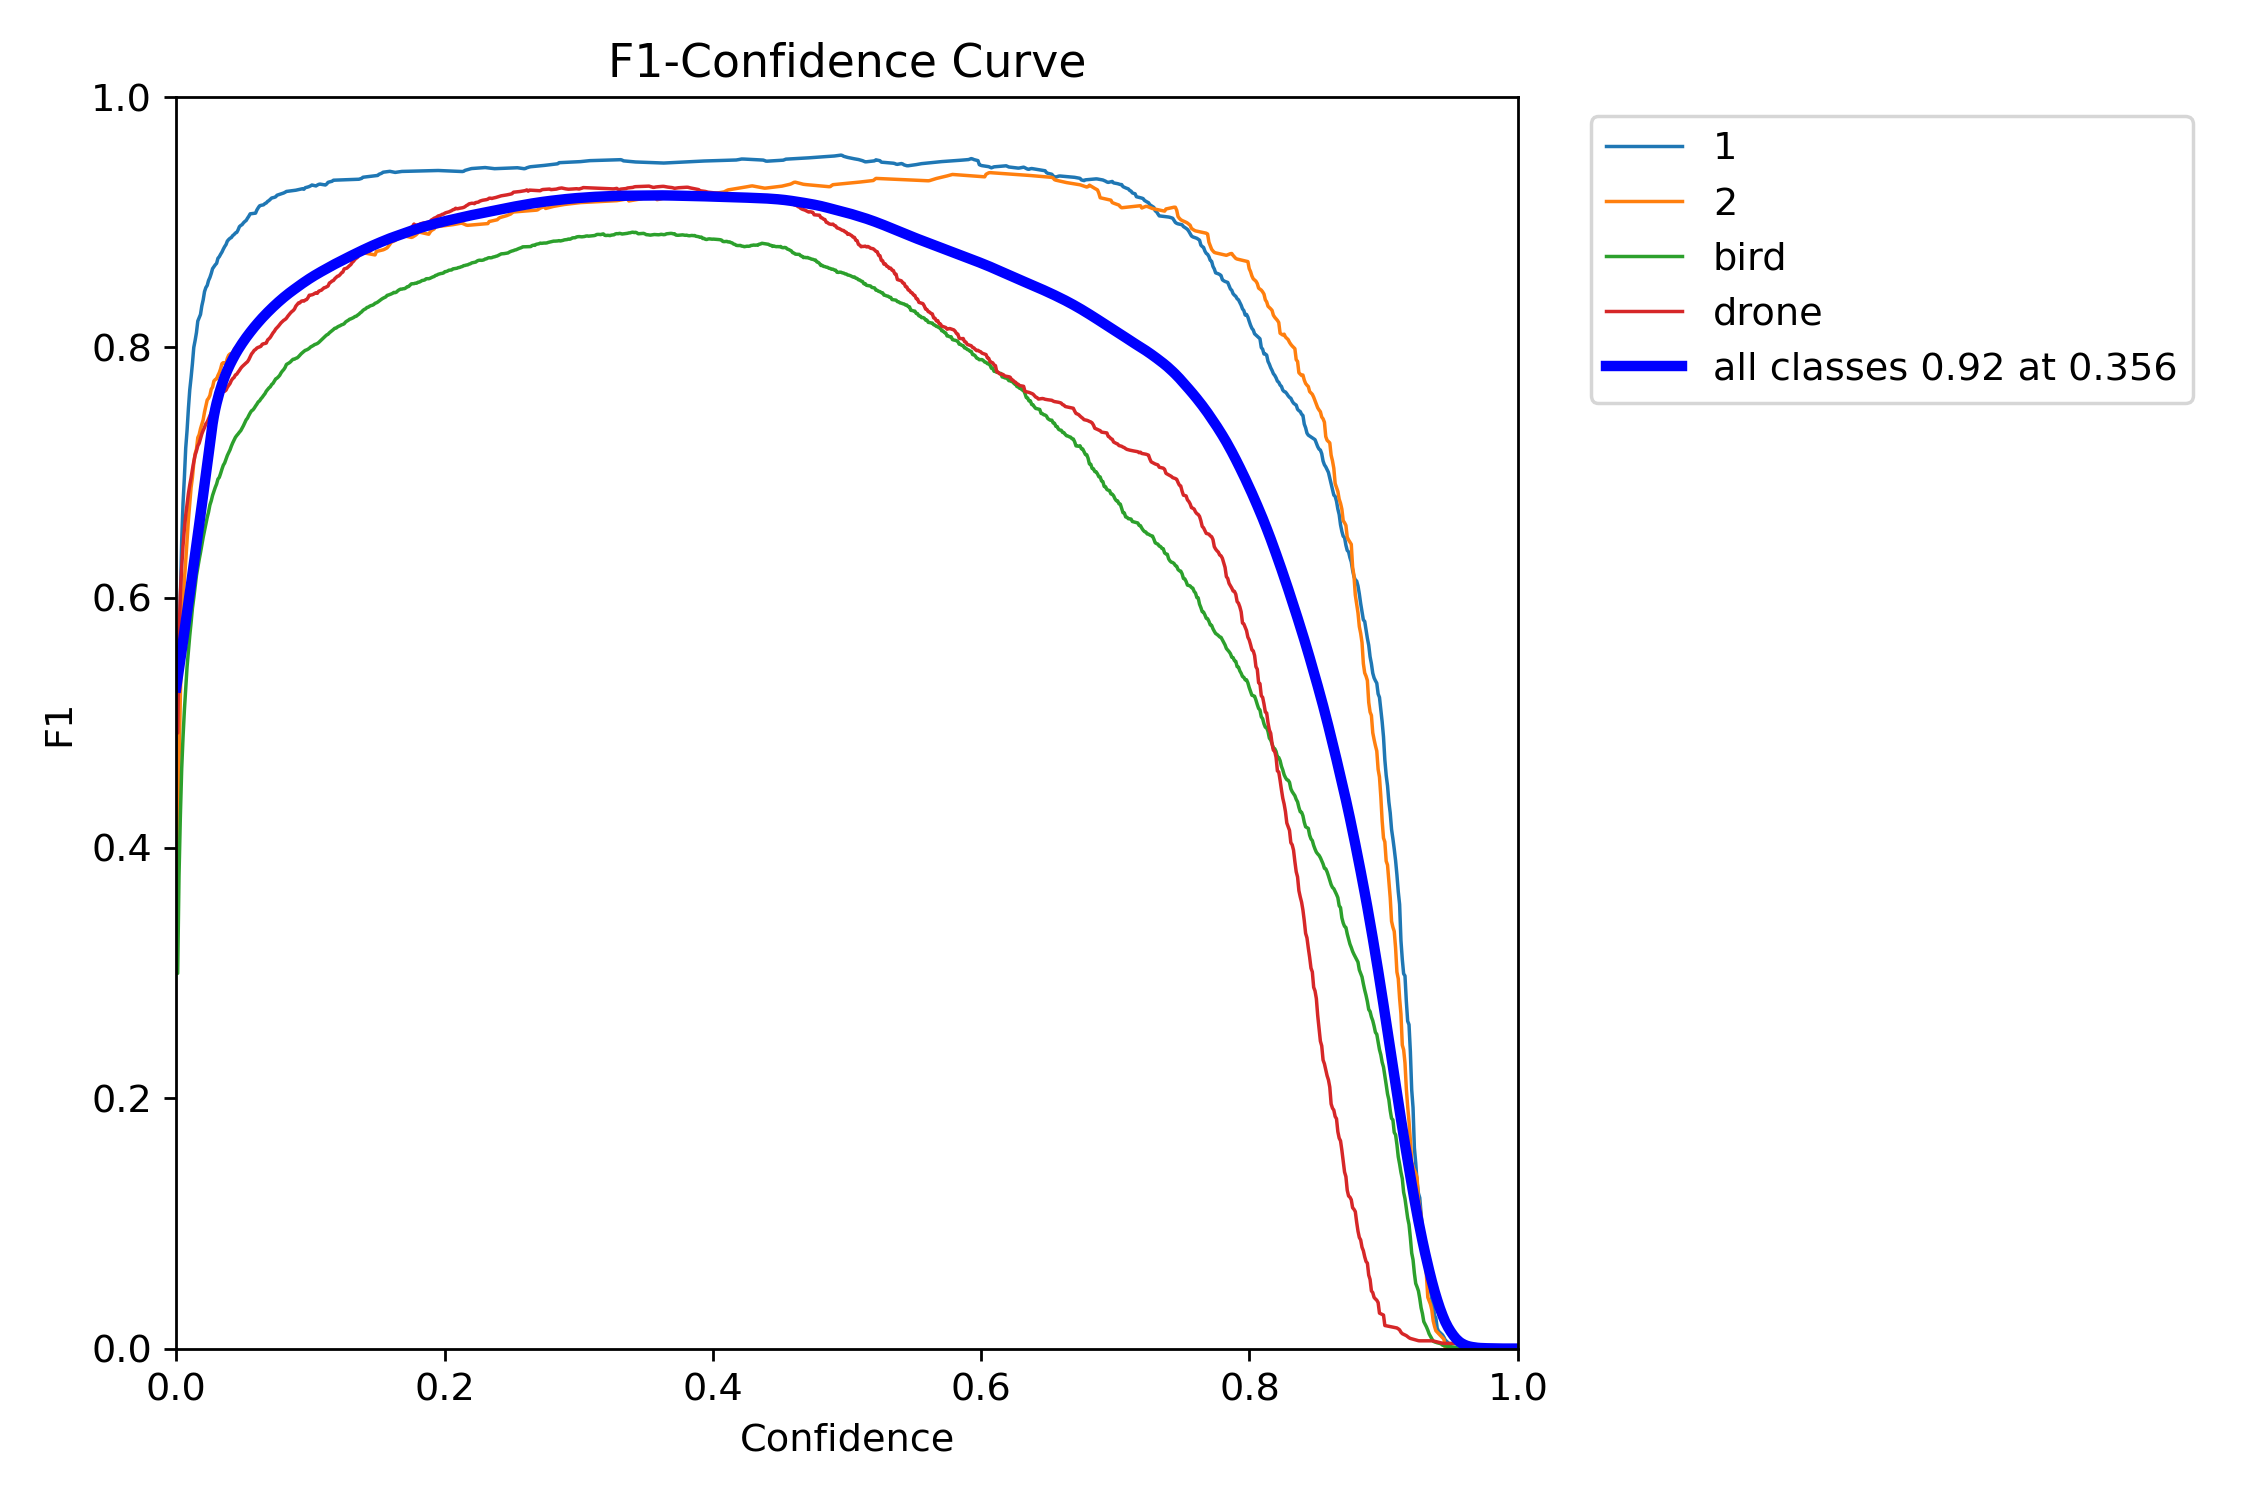 F1-Confidence Curve
1.0
0.8
0.6
0.4
0.2
0.0
F1
0.0 0.2 0.4 0.6 0.8 1.0
Confidence
1
2
bird
drone
all classes 0.92 at 0.356